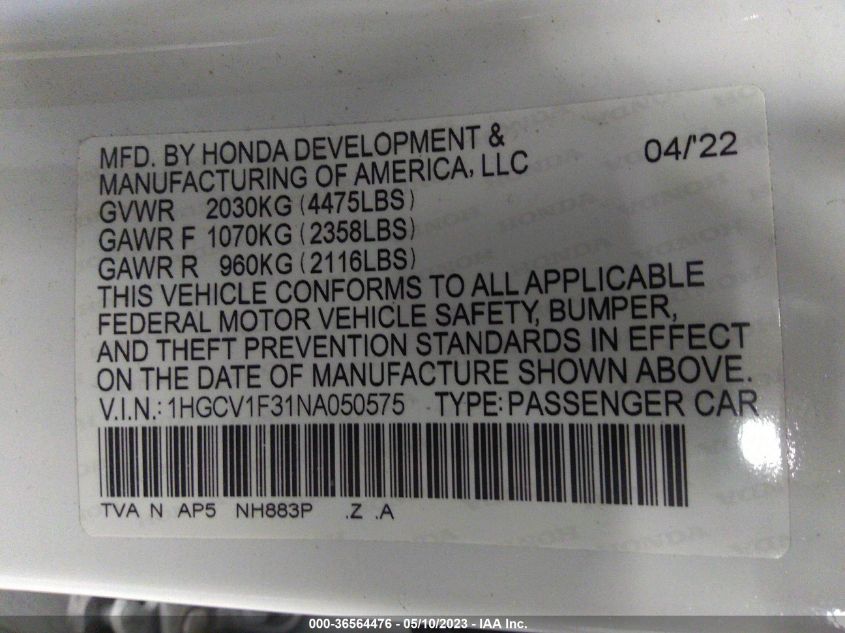 MFD. BY HONDA DEVELOPMENT & 04/'22
MANUFACTURING OF AMERICA, LLC
GVWR 2030KG (4475LBS)
GAWR F 1070KG (2358LBS)
GAWR R 960KG (2116LBS)
THIS VEHICLE CONFORMS TO ALL APPLICABLE
FEDERAL MOTOR VEHICLE SAFETY, BUMPER,
AND THEFT PREVENTION STANDARDS IN EFFECT
ON THE DATE OF MANUFACTURE SHOWN ABOVE.
V.I.N.: 1HGCV1F31NA050575 TYPE: PASSENGER CAR
TVA N AP5 NH883P .Z .A
000-36564476 - 05/10/2023 - IAA Inc.